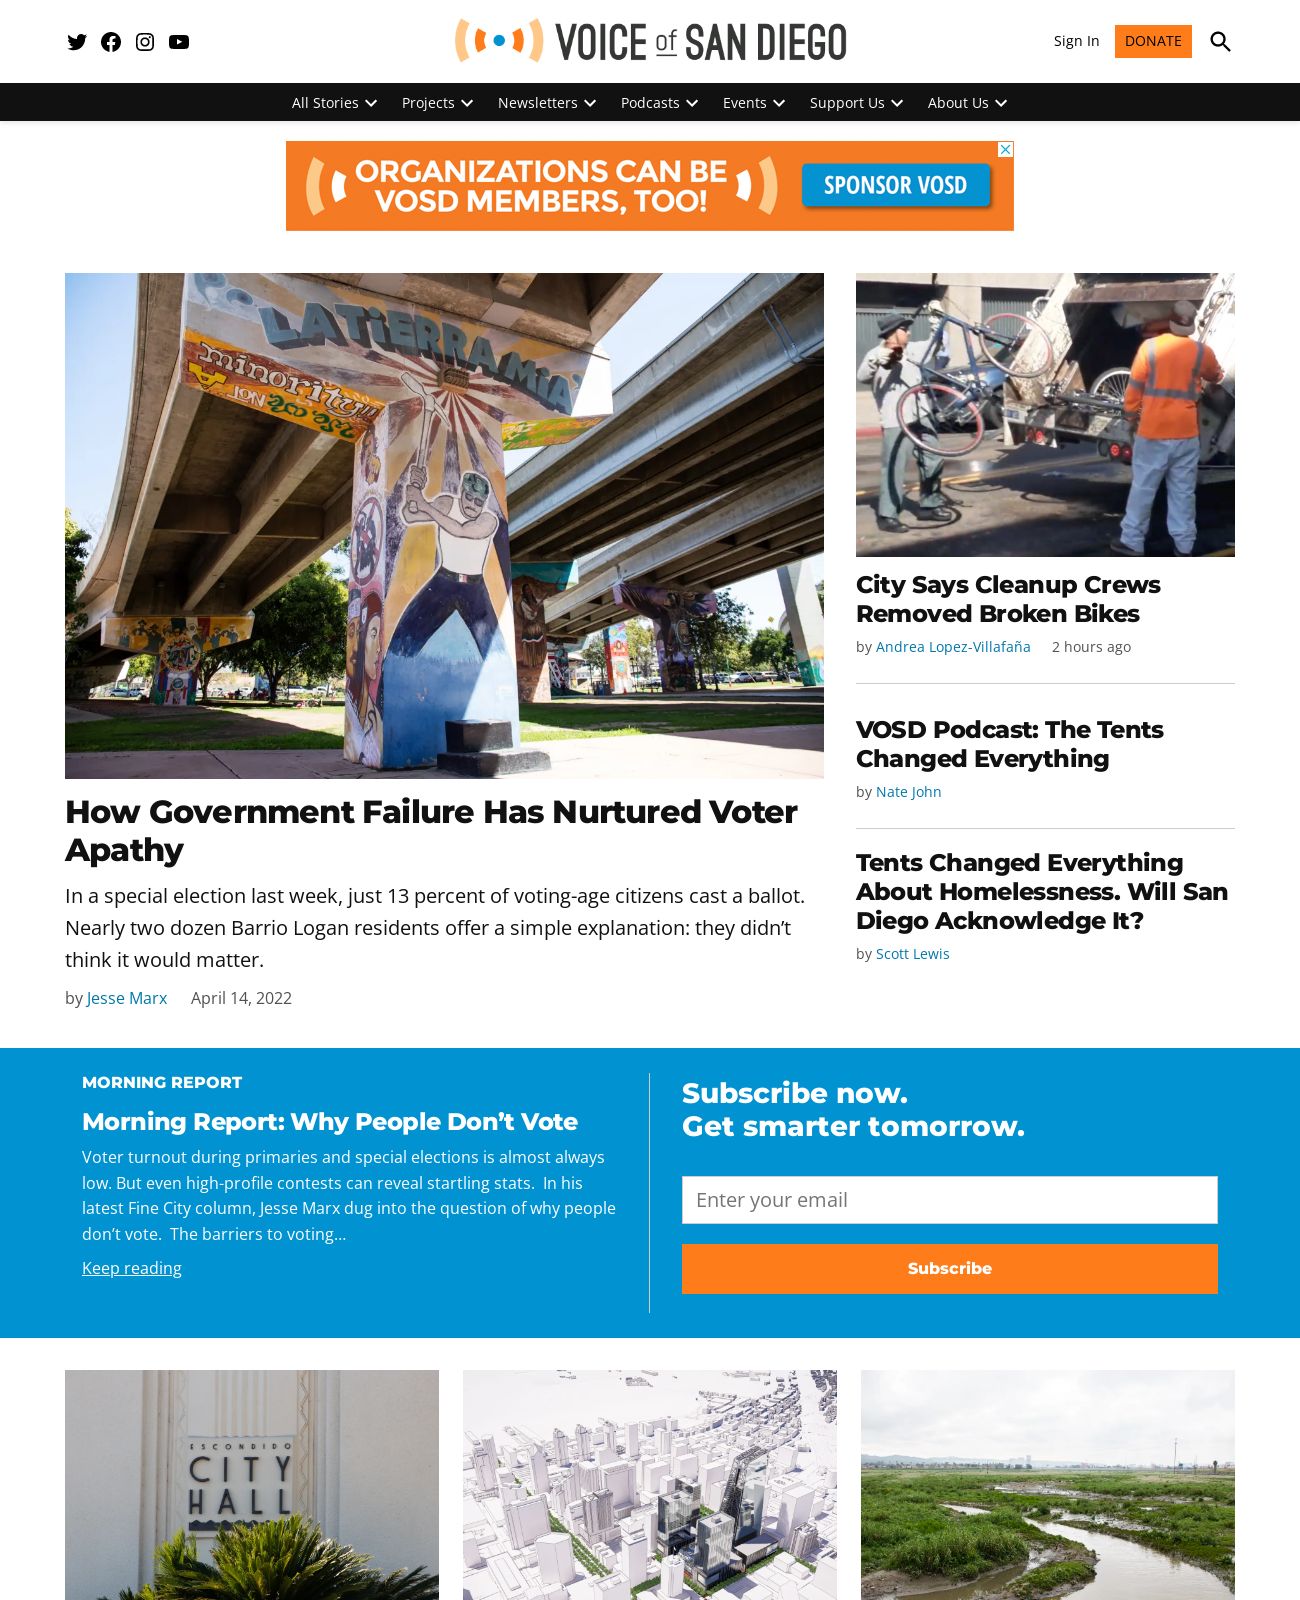 VOICE of SAN DIEGO
Sign In
DONATE
All Stories
Projects
Newsletters
Podcasts
Events
Support Us
About Us
ORGANIZATIONS CAN BE
VOSD MEMBERS, TOO!
SPONSOR VOSD
LA TIERRA MIA
minority!!
NOT
How Government Failure Has Nurtured Voter
Apathy
In a special election last week, just 13 percent of voting-age citizens cast a ballot.
Nearly two dozen Barrio Logan residents offer a simple explanation: they didn’t
think it would matter.
by Jesse Marx April 14, 2022
City Says Cleanup Crews
Removed Broken Bikes
by Andrea Lopez-Villafaña 2 hours ago
VOSD Podcast: The Tents
Changed Everything
by Nate John
Tents Changed Everything
About Homelessness. Will San
Diego Acknowledge It?
by Scott Lewis
MORNING REPORT
Morning Report: Why People Don’t Vote
Voter turnout during primaries and special elections is almost always
low. But even high-profile contests can reveal startling stats.  In his
latest Fine City column, Jesse Marx dug into the question of why people
don’t vote.  The barriers to voting…
Keep reading
Subscribe now.
Get smarter tomorrow.
Enter your email
Subscribe
ESCONDIDO
CITY
HALL